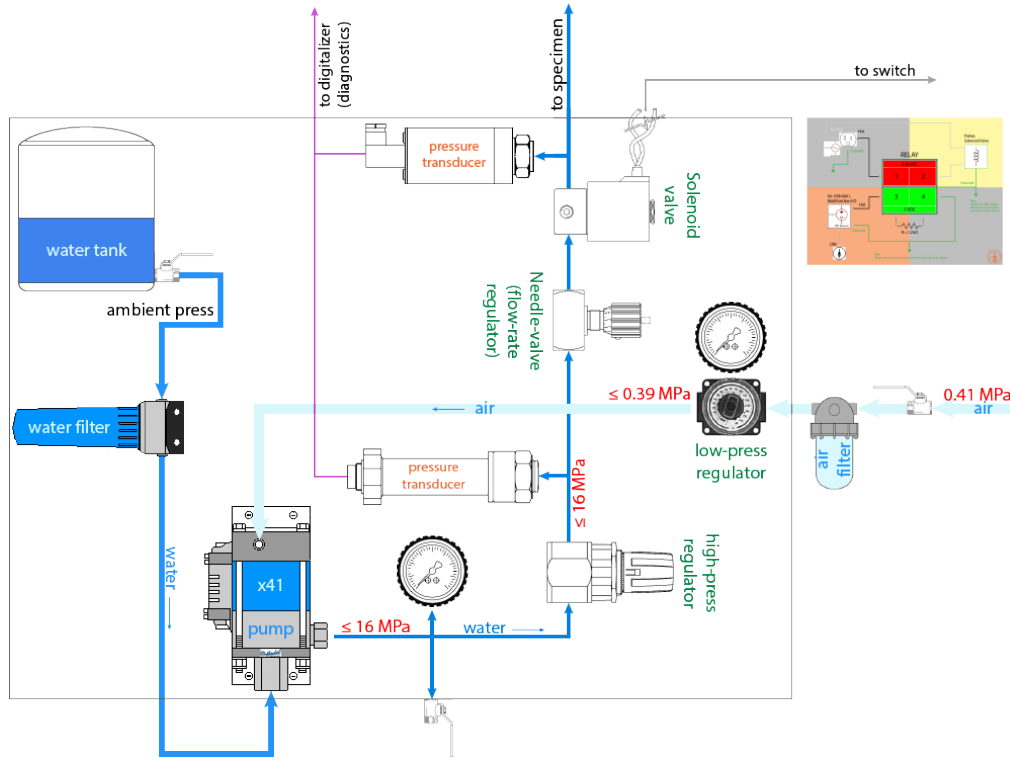 to digitalizer
(diagnostics)
to specimen
to switch
pressure
transducer
Solenoid
valve
RELAY
1
2
3
4
water tank
ambient press
Needle-valve
(flow-rate
regulator)
≤ 0.39 MPa
0.41 MPa
air
air
water filter
low-press
regulator
air
filter
pressure
transducer
≤ 16 MPa
water
x41
pump
≤ 16 MPa
water
high-press
regulator